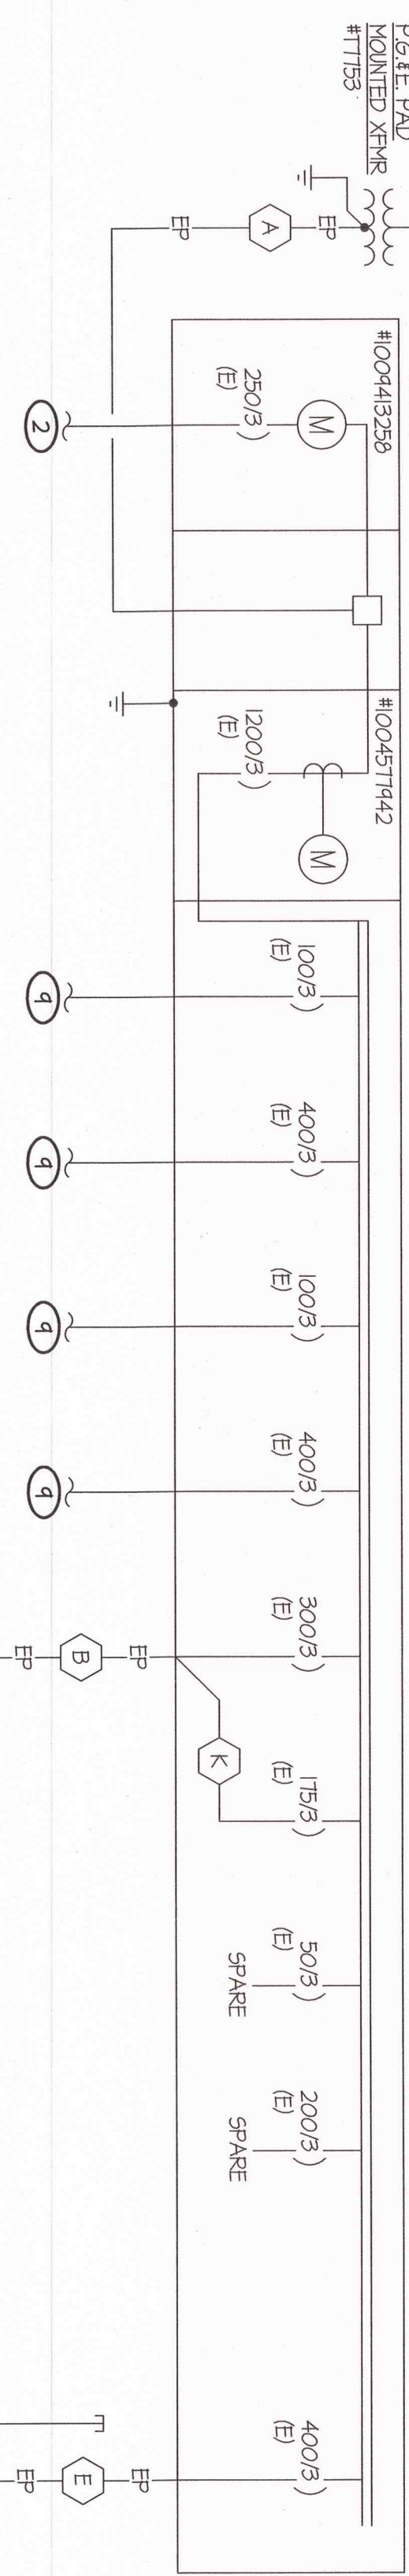 P.G.&E. PAD
MOUNTED XFMR
#T7753
EP
A
EP
#1009413258
M
250/3
(E)
2
#1004577942
M
1200/3
(E)
100/3
(E)
9
400/3
(E)
9
100/3
(E)
9
400/3
(E)
9
300/3
(E)
EP
B
EP
175/3
(E)
K
50/3
(E)
SPARE
200/3
(E)
SPARE
400/3
(E)
EP
E
EP